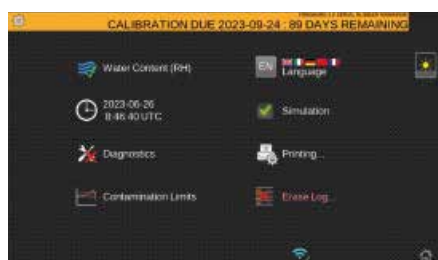 CALIBRATION DUE 2023-09-24 : 89 DAYS REMAINING
Water Content (RH)
EN
Language
2023-06-26
8:46:40 UTC
Simulation
Diagnostics
Printing...
Contamination Limits
Erase Log...